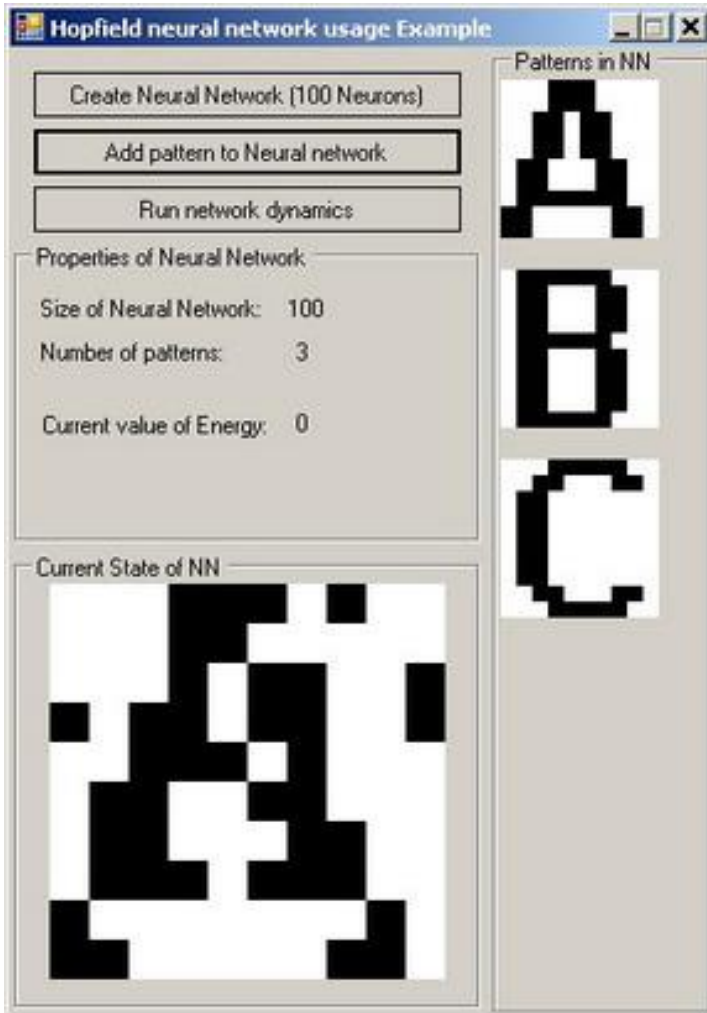 Hopfield neural network usage Example
Create Neural Network (100 Neurons)
Add pattern to Neural network
Run network dynamics
Properties of Neural Network
Size of Neural Network: 100
Number of patterns: 3
Current value of Energy: 0
Current State of NN
Patterns in NN
A
B
C